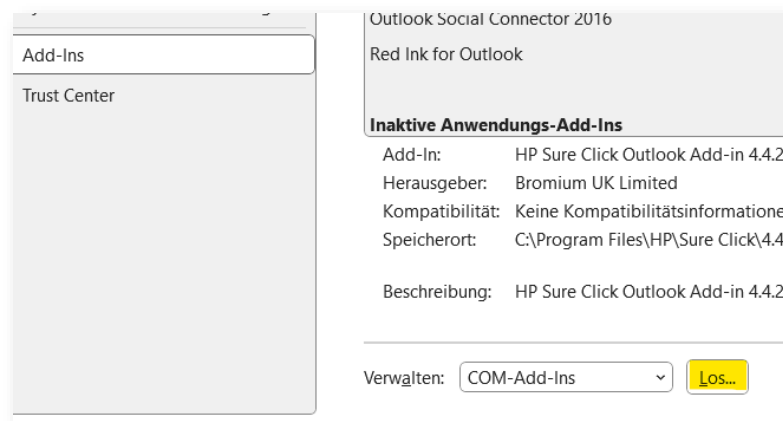 Add-Ins
Trust Center
Outlook Social Connector 2016
Red Ink for Outlook
Inaktive Anwendungs-Add-Ins
Add-In: HP Sure Click Outlook Add-in 4.4.2
Herausgeber: Bromium UK Limited
Kompatibilität: Keine Kompatibilitätsinformatione
Speicherort: C:\Program Files\HP\Sure Click\4.4
Beschreibung: HP Sure Click Outlook Add-in 4.4.2
Verwalten: COM-Add-Ins Los...